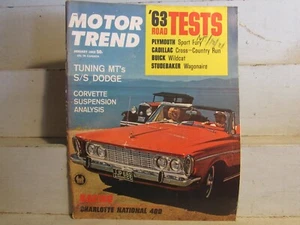 MOTOR
TREND
'63
ROAD
TESTS
PLYMOUTH Sport Fury
CADILLAC Cross-Country Run
BUICK Wildcat
STUDEBAKER Wagonaire
TUNING MT's
S/S DODGE
CORVETTE
SUSPENSION
ANALYSIS
CHARLOTTE NATIONAL 400